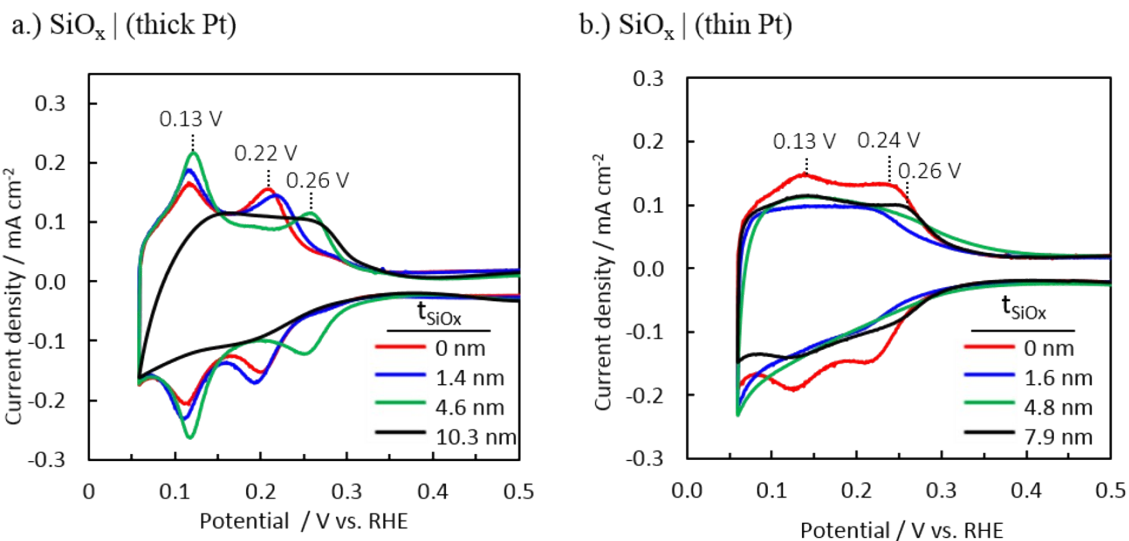 a.) SiOx | (thick Pt)
0.3
0.2
0.1
0.0
-0.1
-0.2
-0.3
0
0.1
0.2
0.3
0.4
0.5
Current density / mA cm-2
Potential / V vs. RHE
0.13 V
0.22 V
0.26 V
tSiOx
0 nm
1.4 nm
4.6 nm
10.3 nm
b.) SiOx | (thin Pt)
0.3
0.2
0.1
0.0
-0.1
-0.2
-0.3
0.0
0.1
0.2
0.3
0.4
0.5
Current density / mA cm-2
Potential / V vs. RHE
0.13 V
0.24 V
0.26 V
tSiOx
0 nm
1.6 nm
4.8 nm
7.9 nm